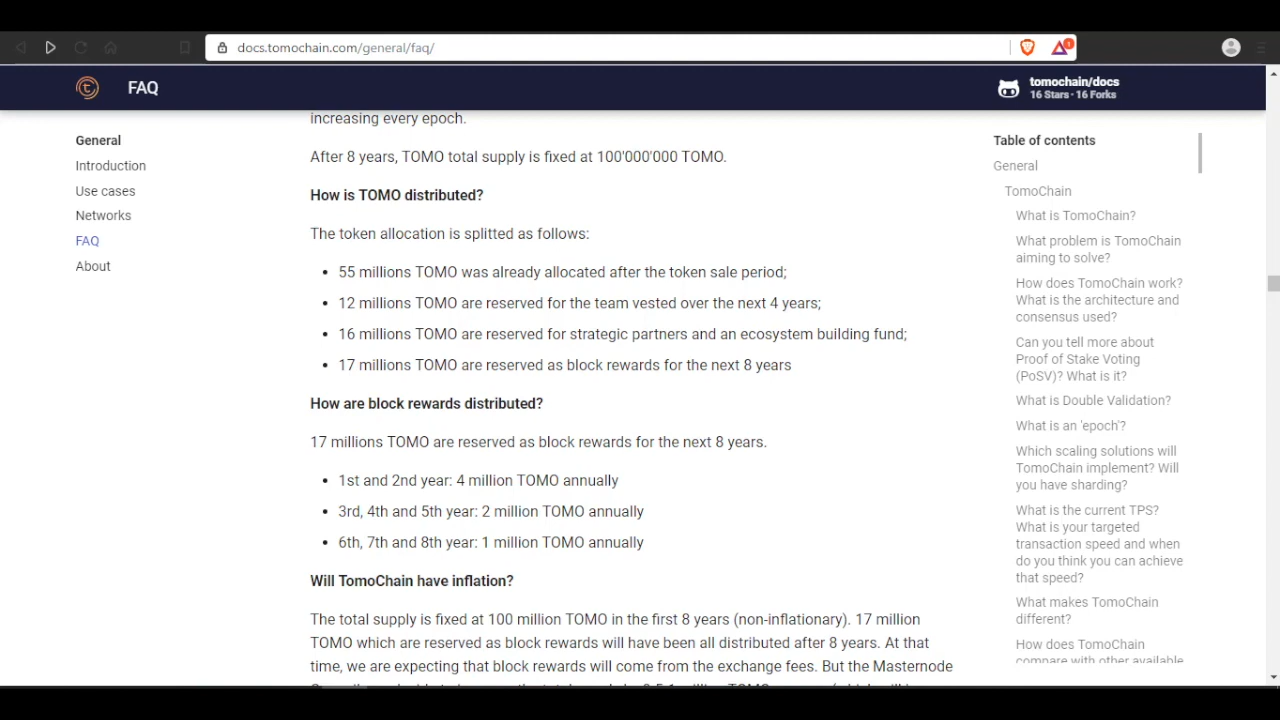 docs.tomochain.com/general/faq/
1
FAQ
tomochain/docs
16 Stars · 16 Forks
General
Introduction
Use cases
Networks
FAQ
About
increasing every epoch.
After 8 years, TOMO total supply is fixed at 100'000'000 TOMO.
How is TOMO distributed?
The token allocation is splitted as follows:
• 55 millions TOMO was already allocated after the token sale period;
• 12 millions TOMO are reserved for the team vested over the next 4 years;
• 16 millions TOMO are reserved for strategic partners and an ecosystem building fund;
• 17 millions TOMO are reserved as block rewards for the next 8 years
How are block rewards distributed?
17 millions TOMO are reserved as block rewards for the next 8 years.
• 1st and 2nd year: 4 million TOMO annually
• 3rd, 4th and 5th year: 2 million TOMO annually
• 6th, 7th and 8th year: 1 million TOMO annually
Will TomoChain have inflation?
The total supply is fixed at 100 million TOMO in the first 8 years (non-inflationary). 17 million
TOMO which are reserved as block rewards will have been all distributed after 8 years. At that
time, we are expecting that block rewards will come from the exchange fees. But the Masternode
Table of contents
General
TomoChain
What is TomoChain?
What problem is TomoChain
aiming to solve?
How does TomoChain work?
What is the architecture and
consensus used?
Can you tell more about
Proof of Stake Voting
(PoSV)? What is it?
What is Double Validation?
What is an 'epoch'?
Which scaling solutions will
TomoChain implement? Will
you have sharding?
What is the current TPS?
What is your targeted
transaction speed and when
do you think you can achieve
that speed?
What makes TomoChain
different?
How does TomoChain
compare with other available